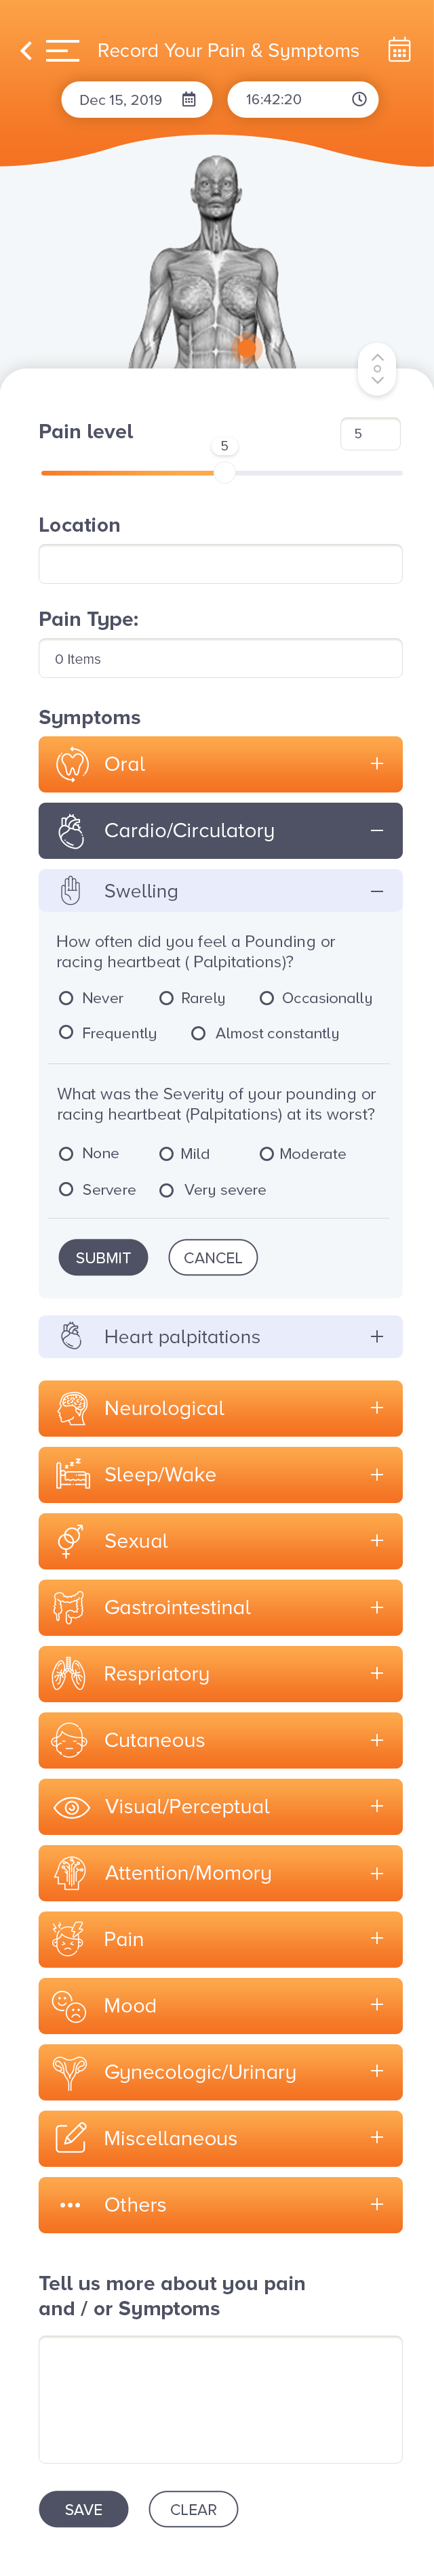 Record Your Pain & Symptoms
Dec 15, 2019
16:42:20
Pain level
5
5
Location
Pain Type:
0 Items
Symptoms
Oral
Cardio/Circulatory
Swelling
How often did you feel a Pounding or
racing heartbeat ( Palpitations)?
Never Rarely Occasionally
Frequently Almost constantly
What was the Severity of your pounding or
racing heartbeat (Palpitations) at its worst?
None Mild Moderate
Servere Very severe
SUBMIT CANCEL
Heart palpitations
Neurological
Sleep/Wake
Sexual
Gastrointestinal
Respriatory
Cutaneous
Visual/Perceptual
Attention/Momory
Pain
Mood
Gynecologic/Urinary
Miscellaneous
Others
Tell us more about you pain
and / or Symptoms
SAVE CLEAR